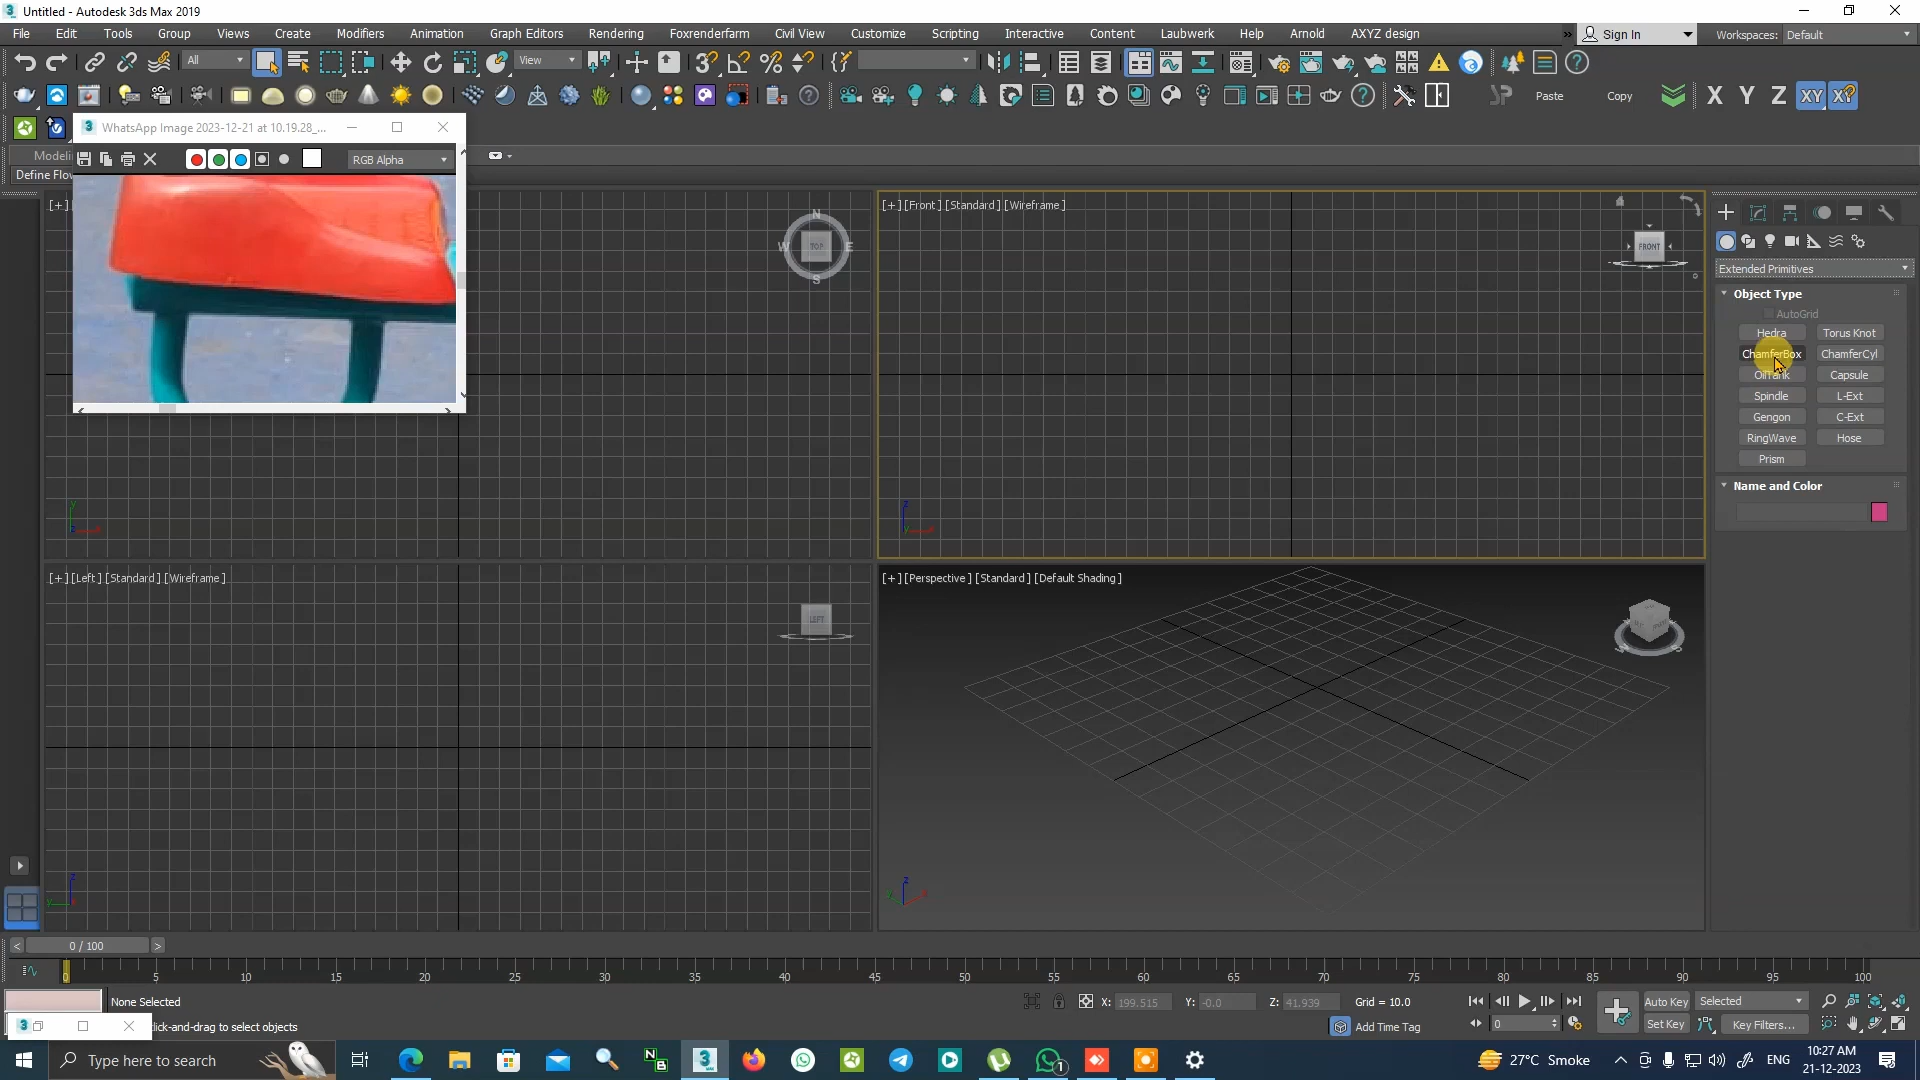 Untitled - Autodesk 3ds Max 2019
File Edit Tools Group Views Create Modifiers Animation Graph Editors Rendering Foxrenderfarm Civil View Customize Scripting Interactive Content Laubwerk Help Arnold AXYZ design Sign In Workspaces: Default
All View
Paste Copy X Y Z XY XY
WhatsApp Image 2023-12-21 at 10.19.28_...
RGB Alpha
Define Flo
[+] [Front] [Standard] [Wireframe]
TOP
N
W
E
S
FRONT
Extended Primitives
Object Type
AutoGrid
Hedra Torus Knot
ChamferBox ChamferCyl
OilTank Capsule
Spindle L-Ext
Gengon C-Ext
RingWave Hose
Prism
Name and Color
[+] [Left] [Standard] [Wireframe]
LEFT
[+] [Perspective] [Standard] [Default Shading]
0 / 100
0 5 10 15 20 25 30 35 40 45 50 55 60 65 70 75 80 85 90 95 100
None Selected
X: 199.515 Y: -0.0 Z: 41.939 Grid = 10.0
Auto Key Selected
click-and-drag to select objects
Add Time Tag
0
Set Key Key Filters...
Type here to search
27°C Smoke
ENG
10:27 AM
21-12-2023